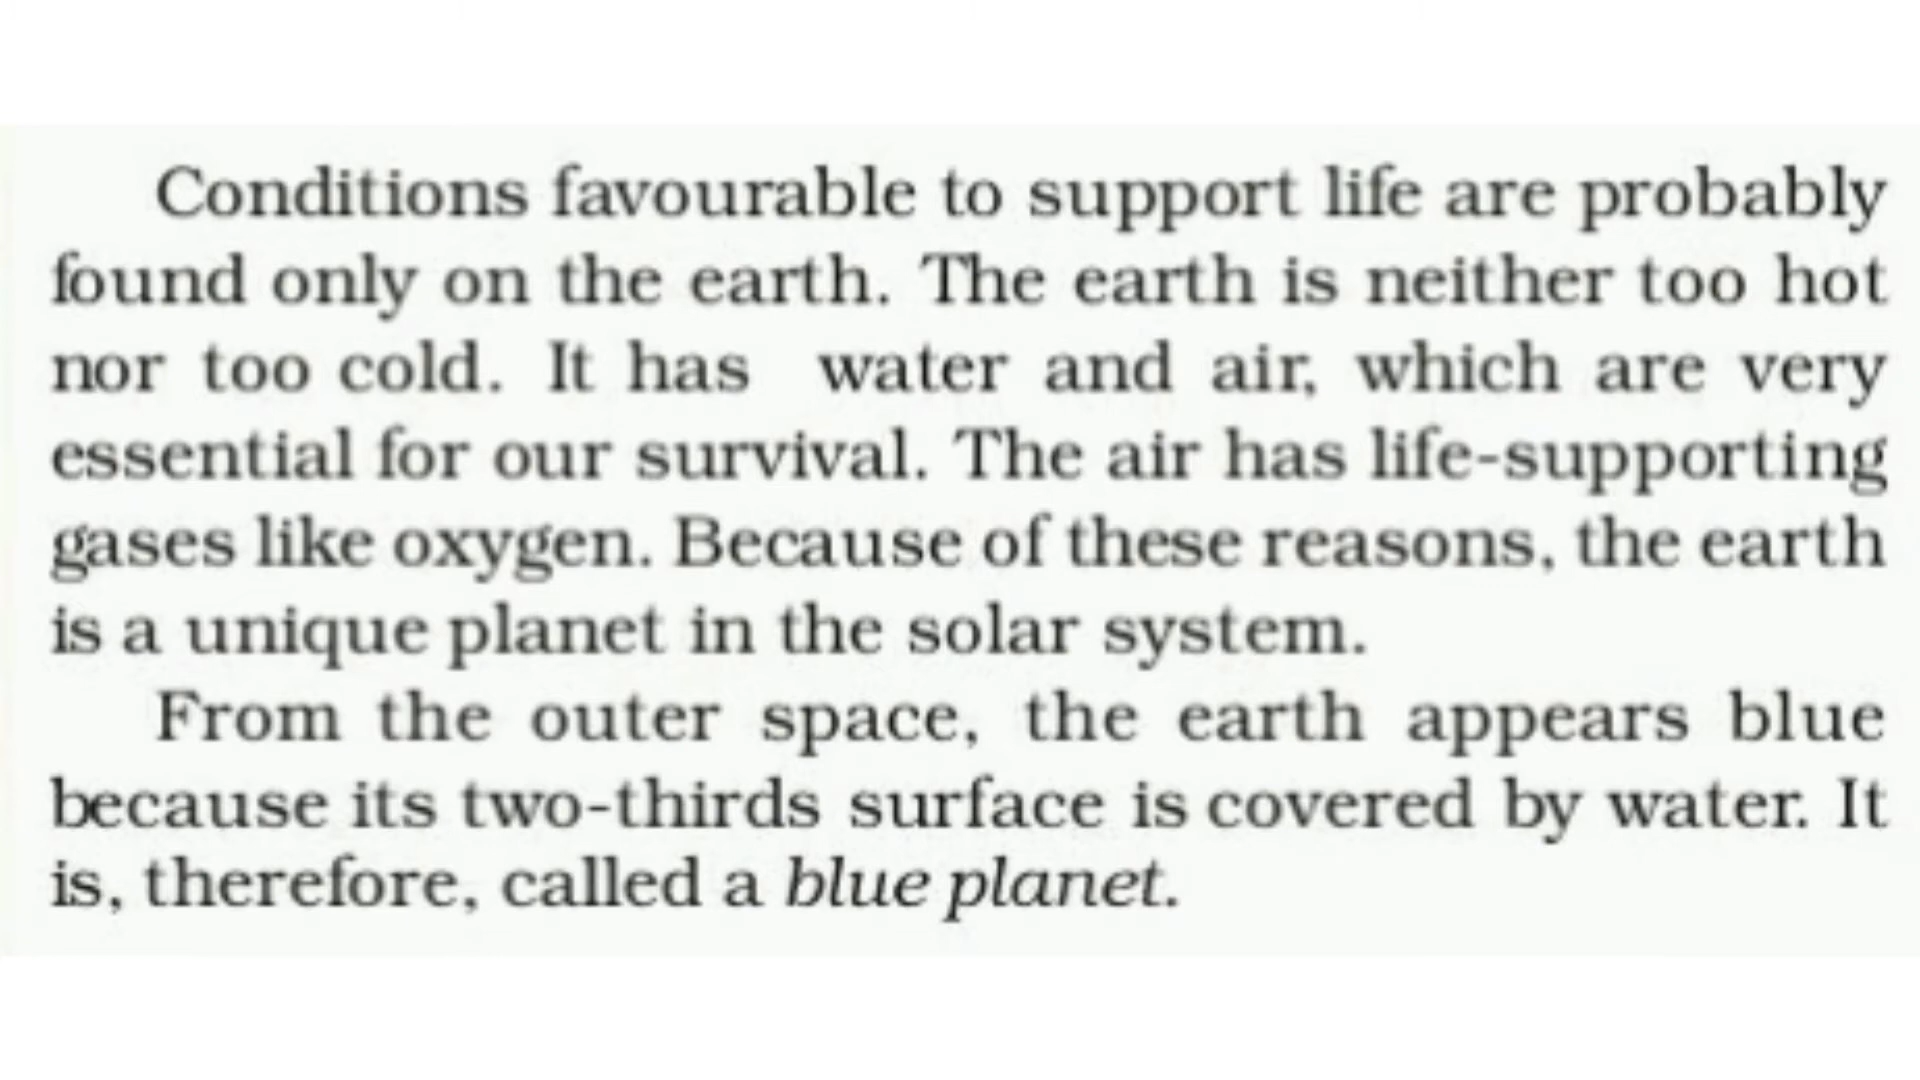 Conditions favourable to support life are probably
found only on the earth. The earth is neither too hot
nor too cold. It has water and air, which are very
essential for our survival. The air has life-supporting
gases like oxygen. Because of these reasons, the earth
is a unique planet in the solar system.
From the outer space, the earth appears blue
because its two-thirds surface is covered by water. It
is, therefore, called a blue planet.